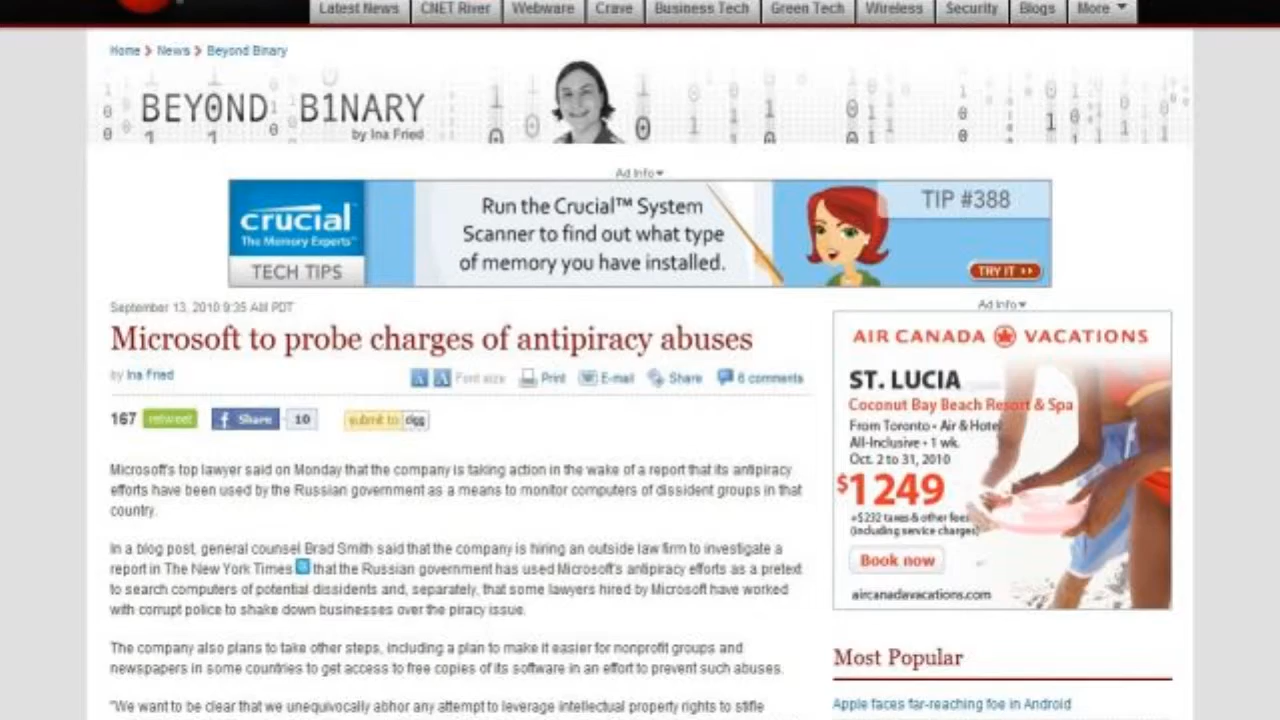 Latest News CNET River Webware Crave Business Tech Green Tech Wireless Security Blogs More
Home > News > Beyond Binary
BEY0ND B1NARY
by Ina Fried
Ad Info
crucial
The Memory Experts™
TECH TIPS
Run the Crucial™ System
Scanner to find out what type
of memory you have installed.
TIP #388
TRY IT
September 13, 2010 9:35 AM PDT
Microsoft to probe charges of antipiracy abuses
by Ina Fried
A A Font size Print E-mail Share 6 comments
167 retweet f Share 10 submit to digg
Microsoft's top lawyer said on Monday that the company is taking action in the wake of a report that its antipiracy
efforts have been used by the Russian government as a means to monitor computers of dissident groups in that
country.
In a blog post, general counsel Brad Smith said that the company is hiring an outside law firm to investigate a
report in The New York Times that the Russian government has used Microsoft's antipiracy efforts as a pretext
to search computers of potential dissidents and, separately, that some lawyers hired by Microsoft have worked
with corrupt police to shake down businesses over the piracy issue.
The company also plans to take other steps, including a plan to make it easier for nonprofit groups and
newspapers in some countries to get access to free copies of its software in an effort to prevent such abuses.
"We want to be clear that we unequivocally abhor any attempt to leverage intellectual property rights to stifle
Ad Info
AIR CANADA VACATIONS
ST. LUCIA
Coconut Bay Beach Resort & Spa
From Toronto • Air & Hotel
All-Inclusive • 1 wk.
Oct. 2 to 31, 2010
$1249
+$232 taxes & other fees
(including service charges)
Book now
aircanadavacations.com
Most Popular
Apple faces far-reaching foe in Android